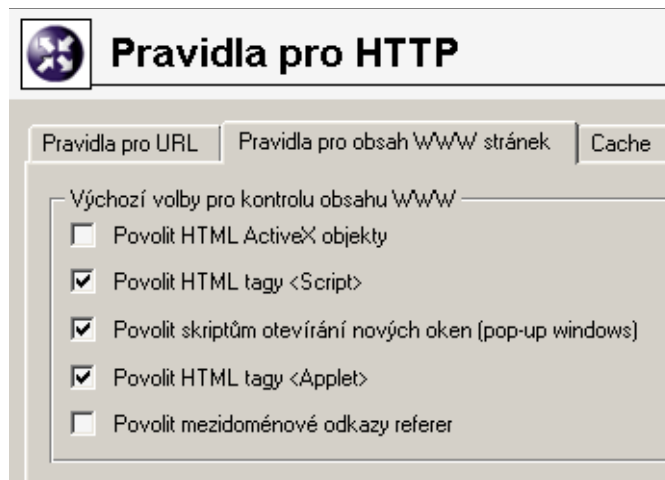 Pravidla pro HTTP
Pravidla pro URL
Pravidla pro obsah WWW stránek
Cache
Výchozí volby pro kontrolu obsahu WWW
Povolit HTML ActiveX objekty
Povolit HTML tagy <Script>
Povolit skriptům otevírání nových oken (pop-up windows)
Povolit HTML tagy <Applet>
Povolit mezidoménové odkazy referer